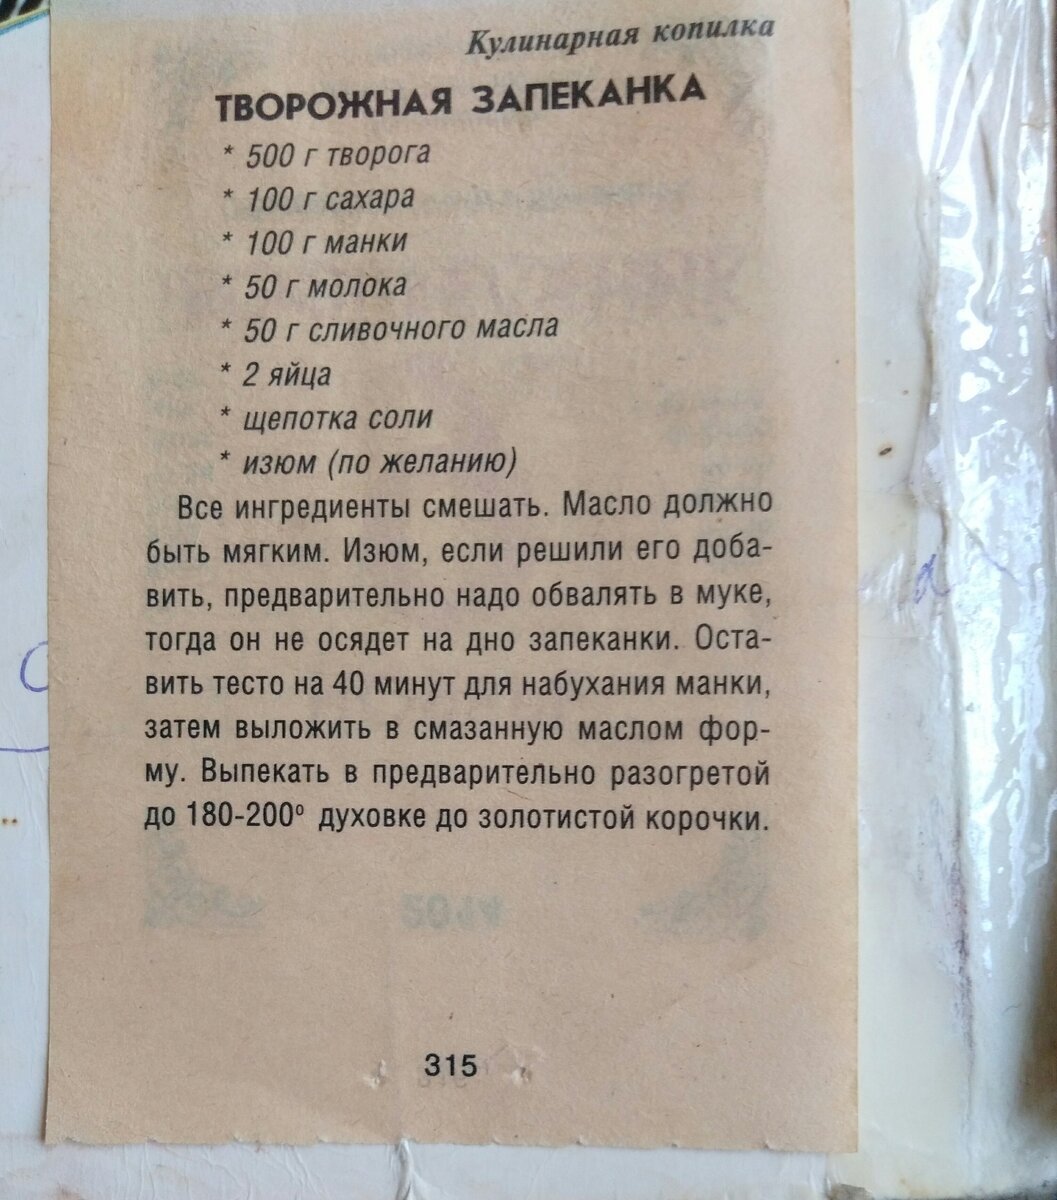 Кулинарная копилка
ТВОРОЖНАЯ ЗАПЕКАНКА
* 500 г творога
* 100 г сахара
* 100 г манки
* 50 г молока
* 50 г сливочного масла
* 2 яйца
* щепотка соли
* изюм (по желанию)
Все ингредиенты смешать. Масло должно
быть мягким. Изюм, если решили его доба-
вить, предварительно надо обвалять в муке,
тогда он не осядет на дно запеканки. Оста-
вить тесто на 40 минут для набухания манки,
затем выложить в смазанную маслом фор-
му. Выпекать в предварительно разогретой
до 180-200° духовке до золотистой корочки.
315